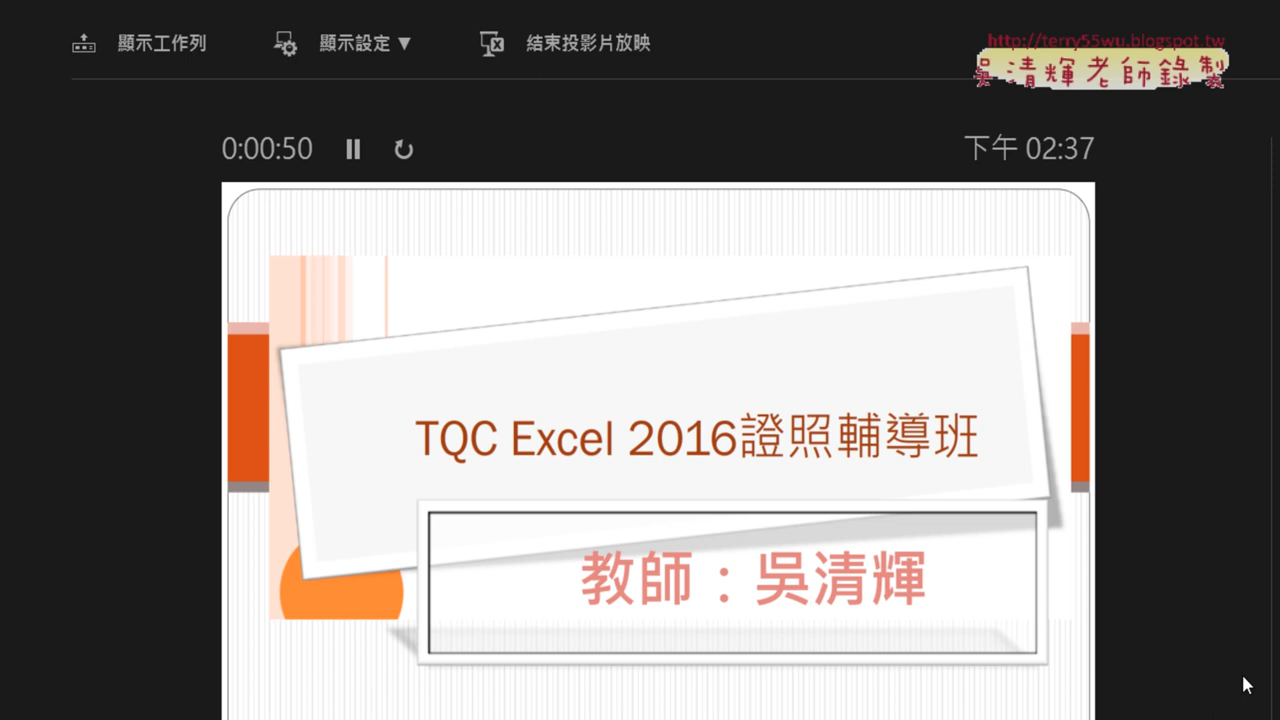 顯示工作列 顯示設定 ▼ 結束投影片放映
http://terry55wu.blogspot.tw
吳清輝老師錄製
0:00:50 下午 02:37
TQC Excel 2016證照輔導班
教師：吳清輝